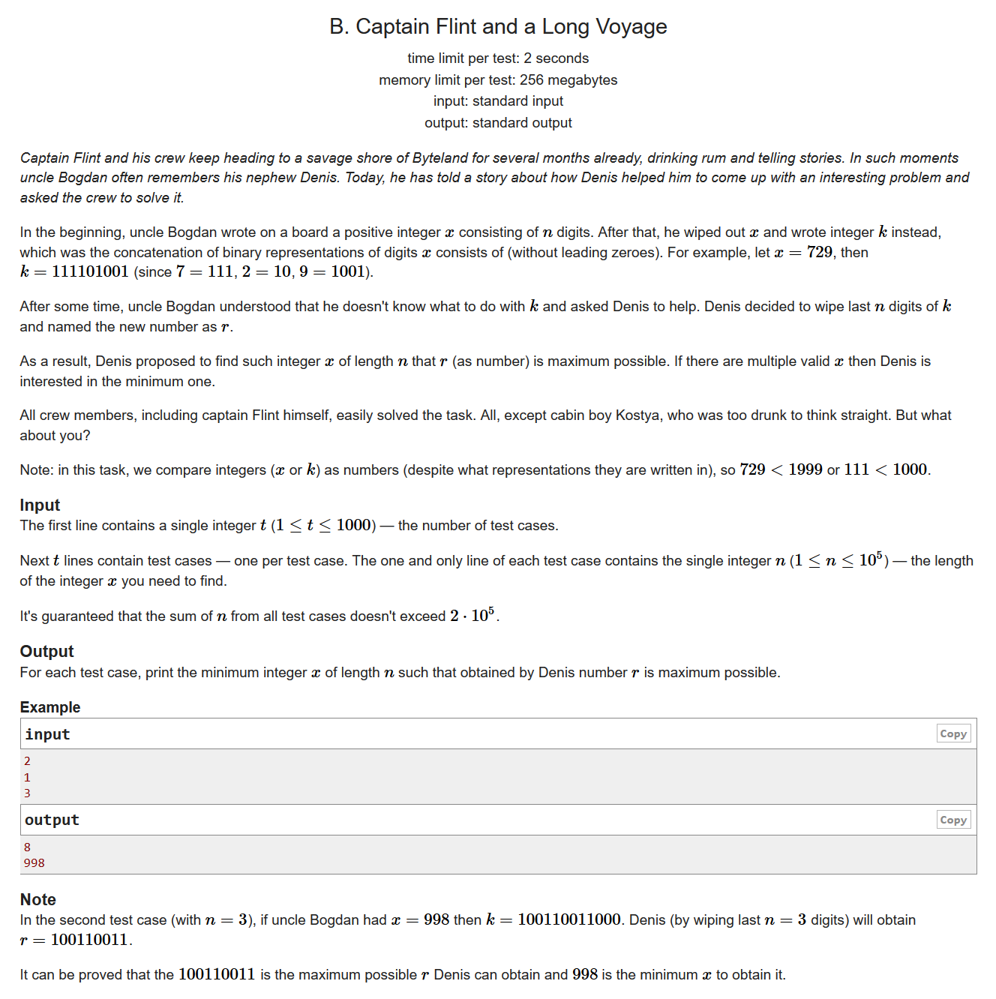 B. Captain Flint and a Long Voyage
time limit per test: 2 seconds
memory limit per test: 256 megabytes
input: standard input
output: standard output
Captain Flint and his crew keep heading to a savage shore of Byteland for several months already, drinking rum and telling stories. In such moments
uncle Bogdan often remembers his nephew Denis. Today, he has told a story about how Denis helped him to come up with an interesting problem and
asked the crew to solve it.
In the beginning, uncle Bogdan wrote on a board a positive integer x consisting of n digits. After that, he wiped out x and wrote integer k instead,
which was the concatenation of binary representations of digits x consists of (without leading zeroes). For example, let x = 729, then
k = 111101001 (since 7 = 111, 2 = 10, 9 = 1001).
After some time, uncle Bogdan understood that he doesn't know what to do with k and asked Denis to help. Denis decided to wipe last n digits of k
and named the new number as r.
As a result, Denis proposed to find such integer x of length n that r (as number) is maximum possible. If there are multiple valid x then Denis is
interested in the minimum one.
All crew members, including captain Flint himself, easily solved the task. All, except cabin boy Kostya, who was too drunk to think straight. But what
about you?
Note: in this task, we compare integers (x or k) as numbers (despite what representations they are written in), so 729 < 1999 or 111 < 1000.
Input
The first line contains a single integer t (1 ≤ t ≤ 1000) — the number of test cases.
Next t lines contain test cases — one per test case. The one and only line of each test case contains the single integer n (1 ≤ n ≤ 10⁵) — the length
of the integer x you need to find.
It's guaranteed that the sum of n from all test cases doesn't exceed 2 · 10⁵.
Output
For each test case, print the minimum integer x of length n such that obtained by Denis number r is maximum possible.
Example
input
Copy
2
1
3
output
Copy
8
998
Note
In the second test case (with n = 3), if uncle Bogdan had x = 998 then k = 100110011000. Denis (by wiping last n = 3 digits) will obtain
r = 100110011.
It can be proved that the 100110011 is the maximum possible r Denis can obtain and 998 is the minimum x to obtain it.